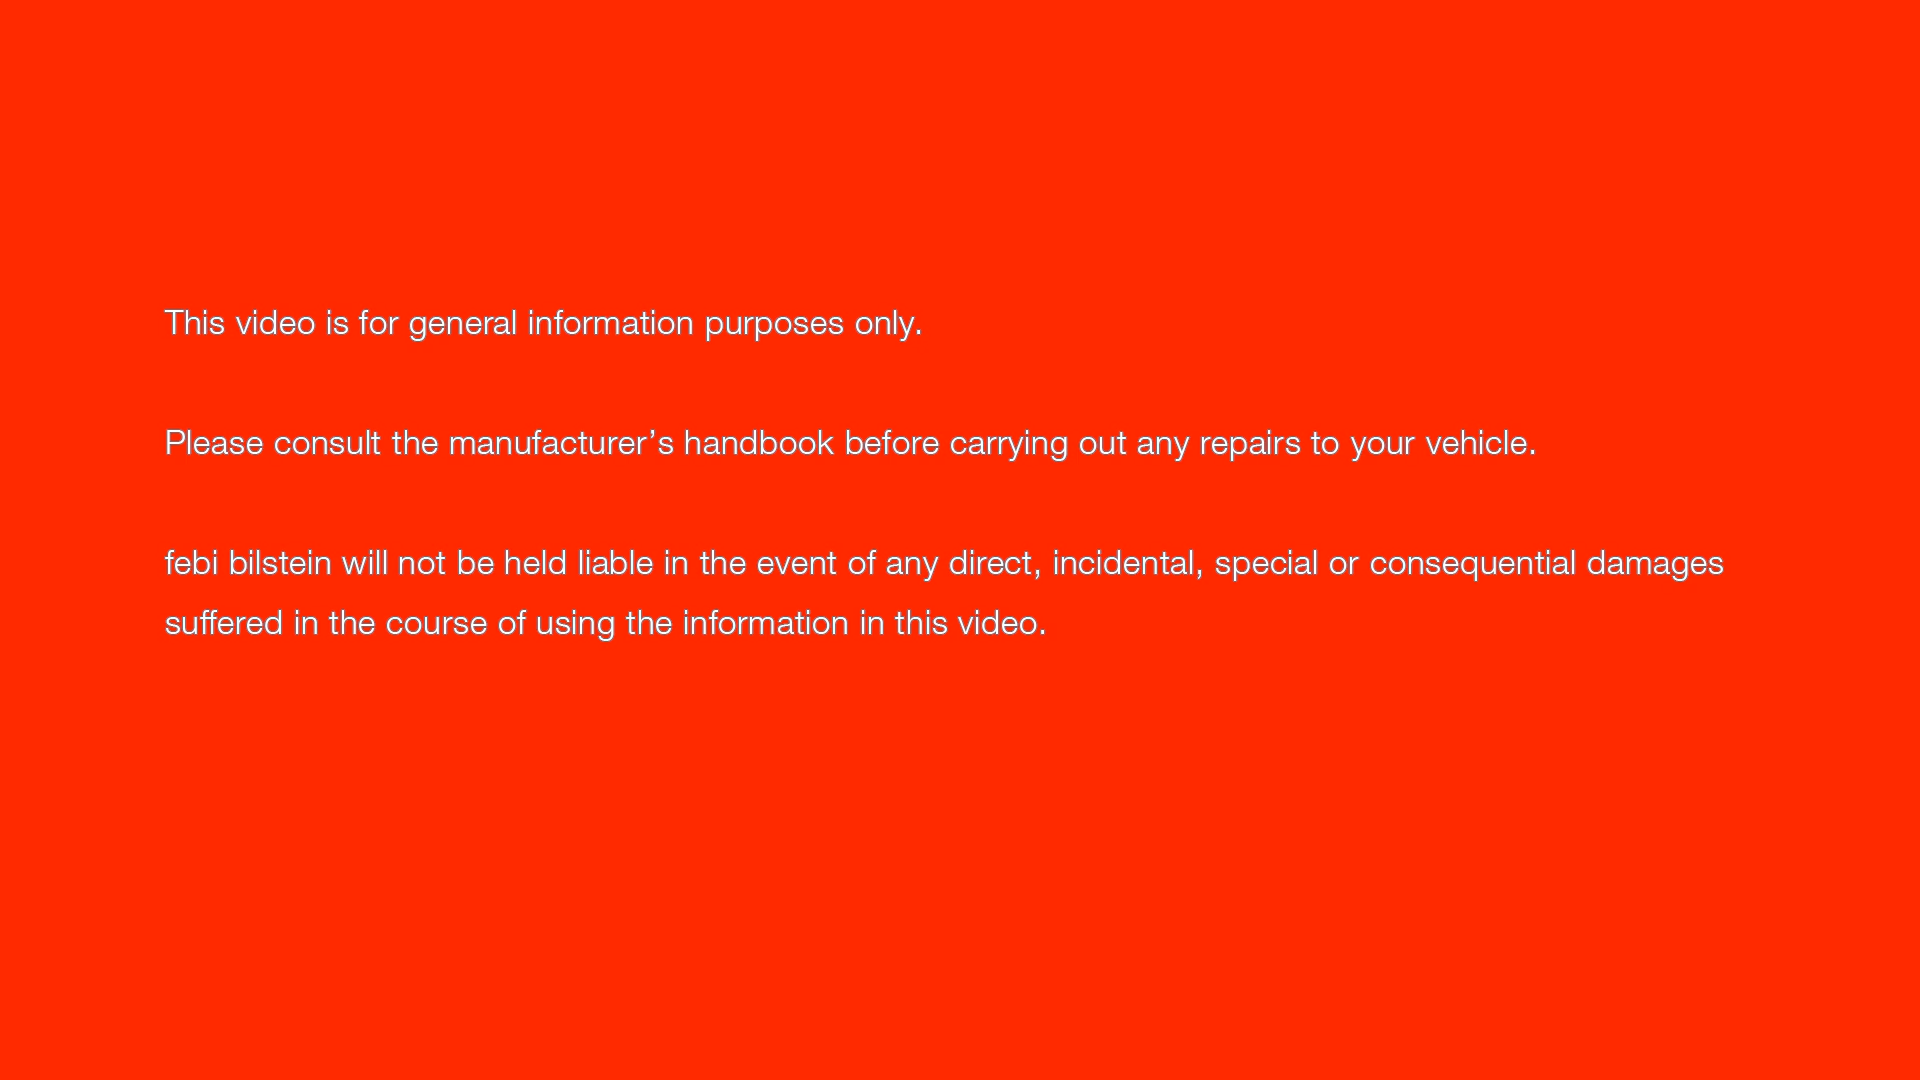 This video is for general information purposes only.
Please consult the manufacturer’s handbook before carrying out any repairs to your vehicle.
febi bilstein will not be held liable in the event of any direct, incidental, special or consequential damages
suffered in the course of using the information in this video.